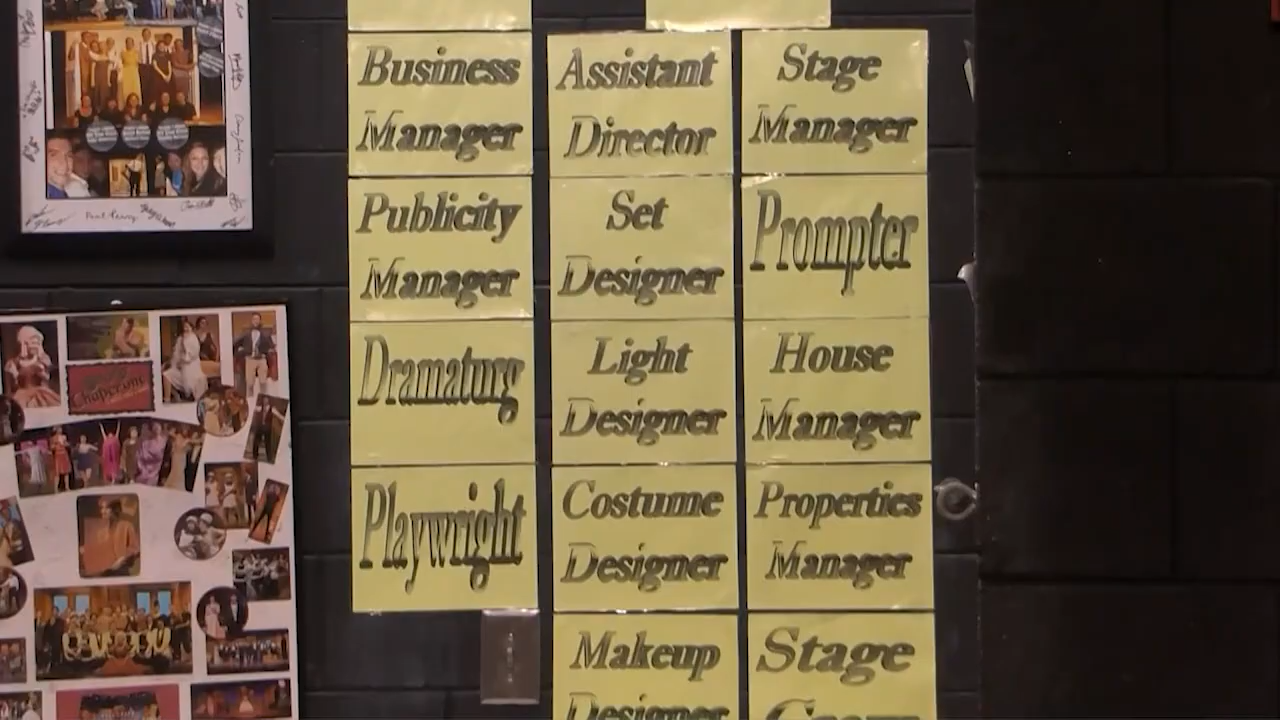 Business
Manager
Publicity
Manager
Dramaturg
Playwright
Assistant
Director
Set
Designer
Light
Designer
Costume
Designer
Makeup
Designer
Stage
Manager
Prompter
House
Manager
Properties
Manager
Stage
Crew